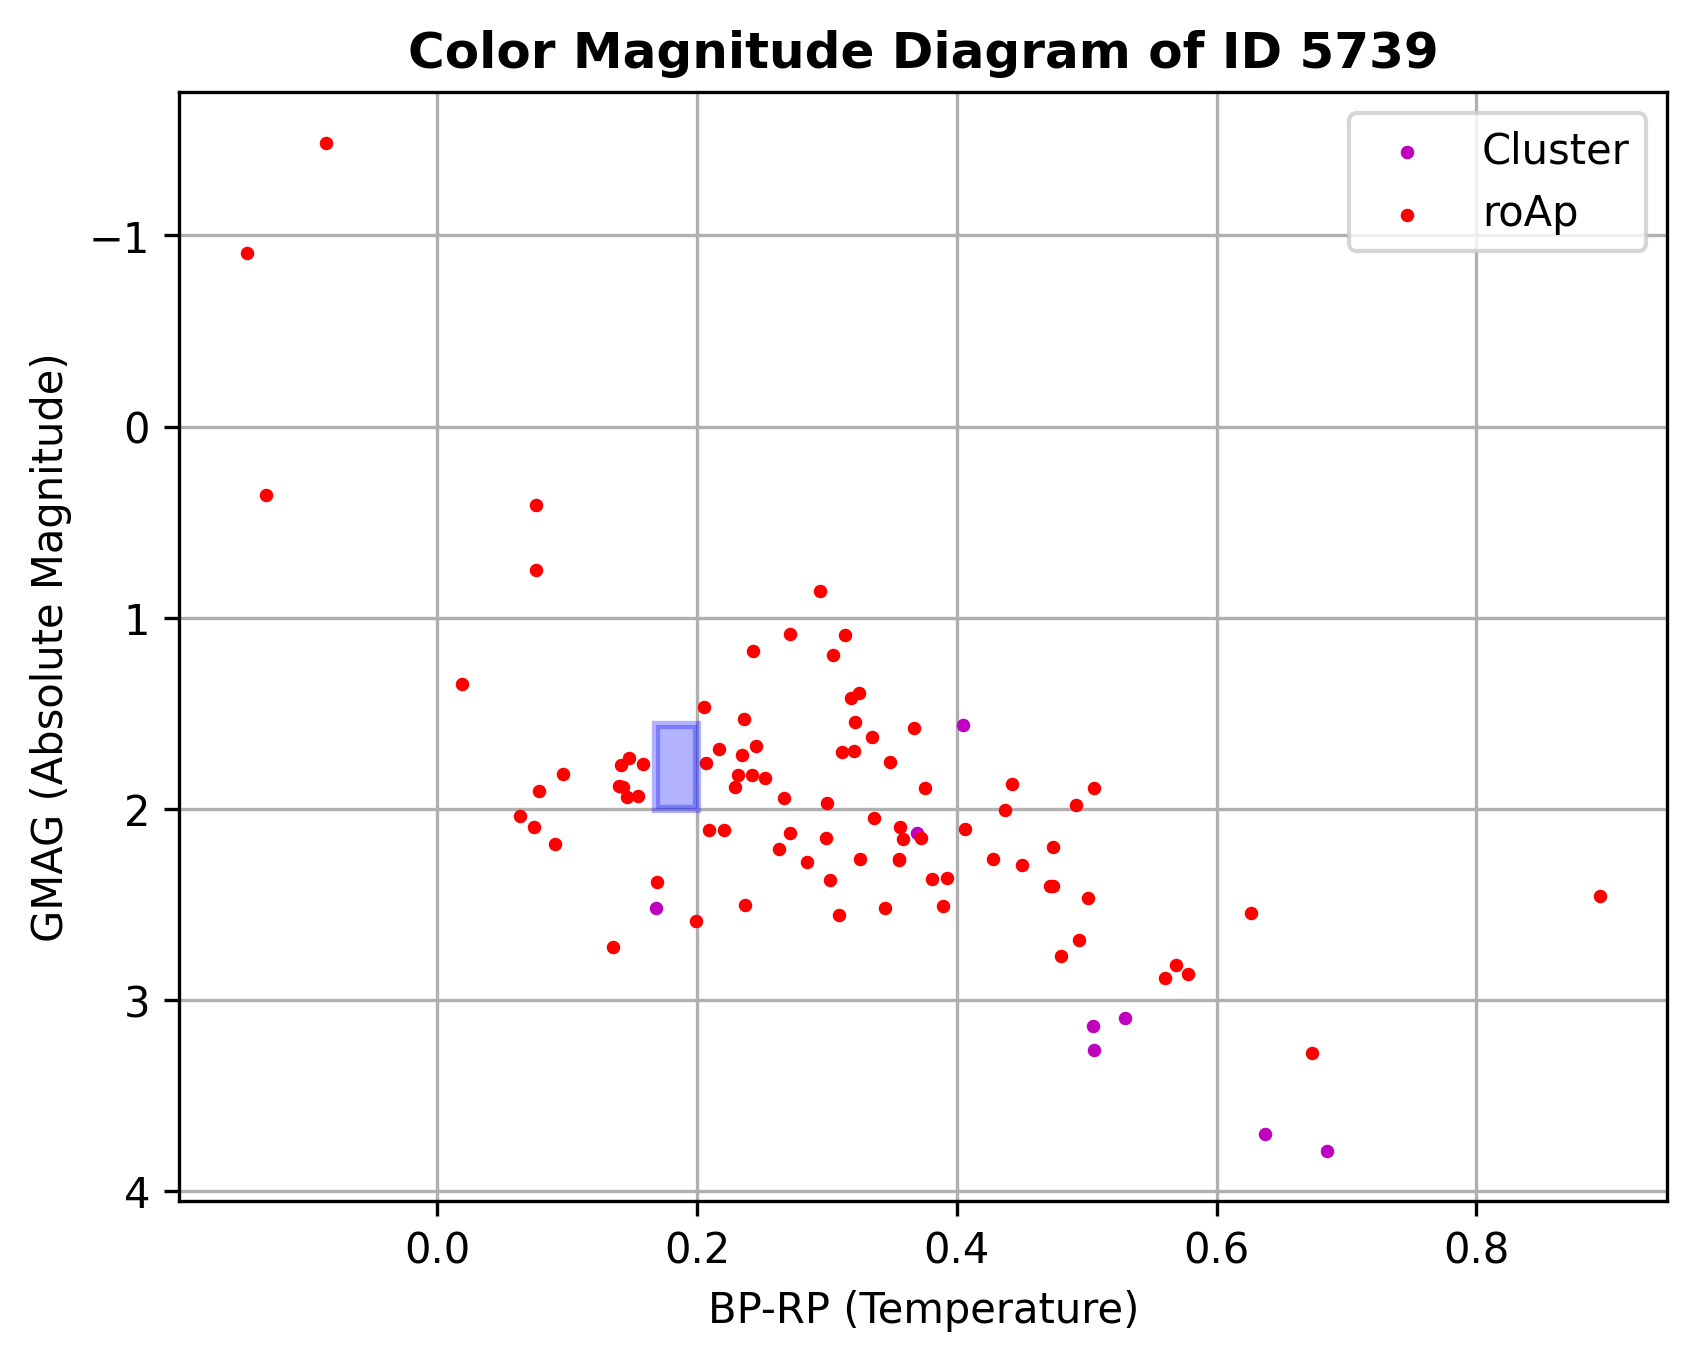 Color Magnitude Diagram of ID 5739
Cluster
roAp
GMAG (Absolute Magnitude)
−1
0
1
2
3
4
0.0 0.2 0.4 0.6 0.8
BP-RP (Temperature)